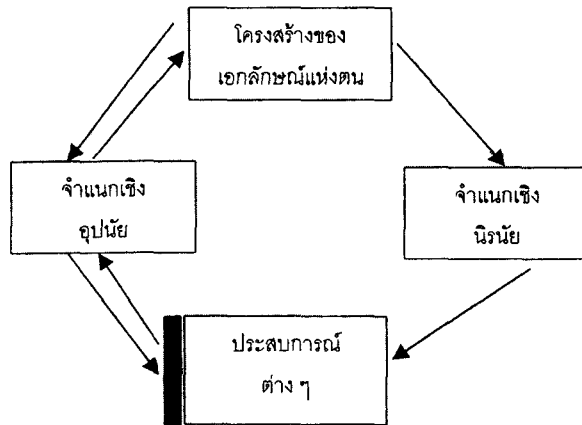 โครงสร้างของ
เอกลักษณ์แห่งตน
จำแนกเชิง
อุปนัย
จำแนกเชิง
นิรนัย
ประสบการณ์
ต่าง ๆ